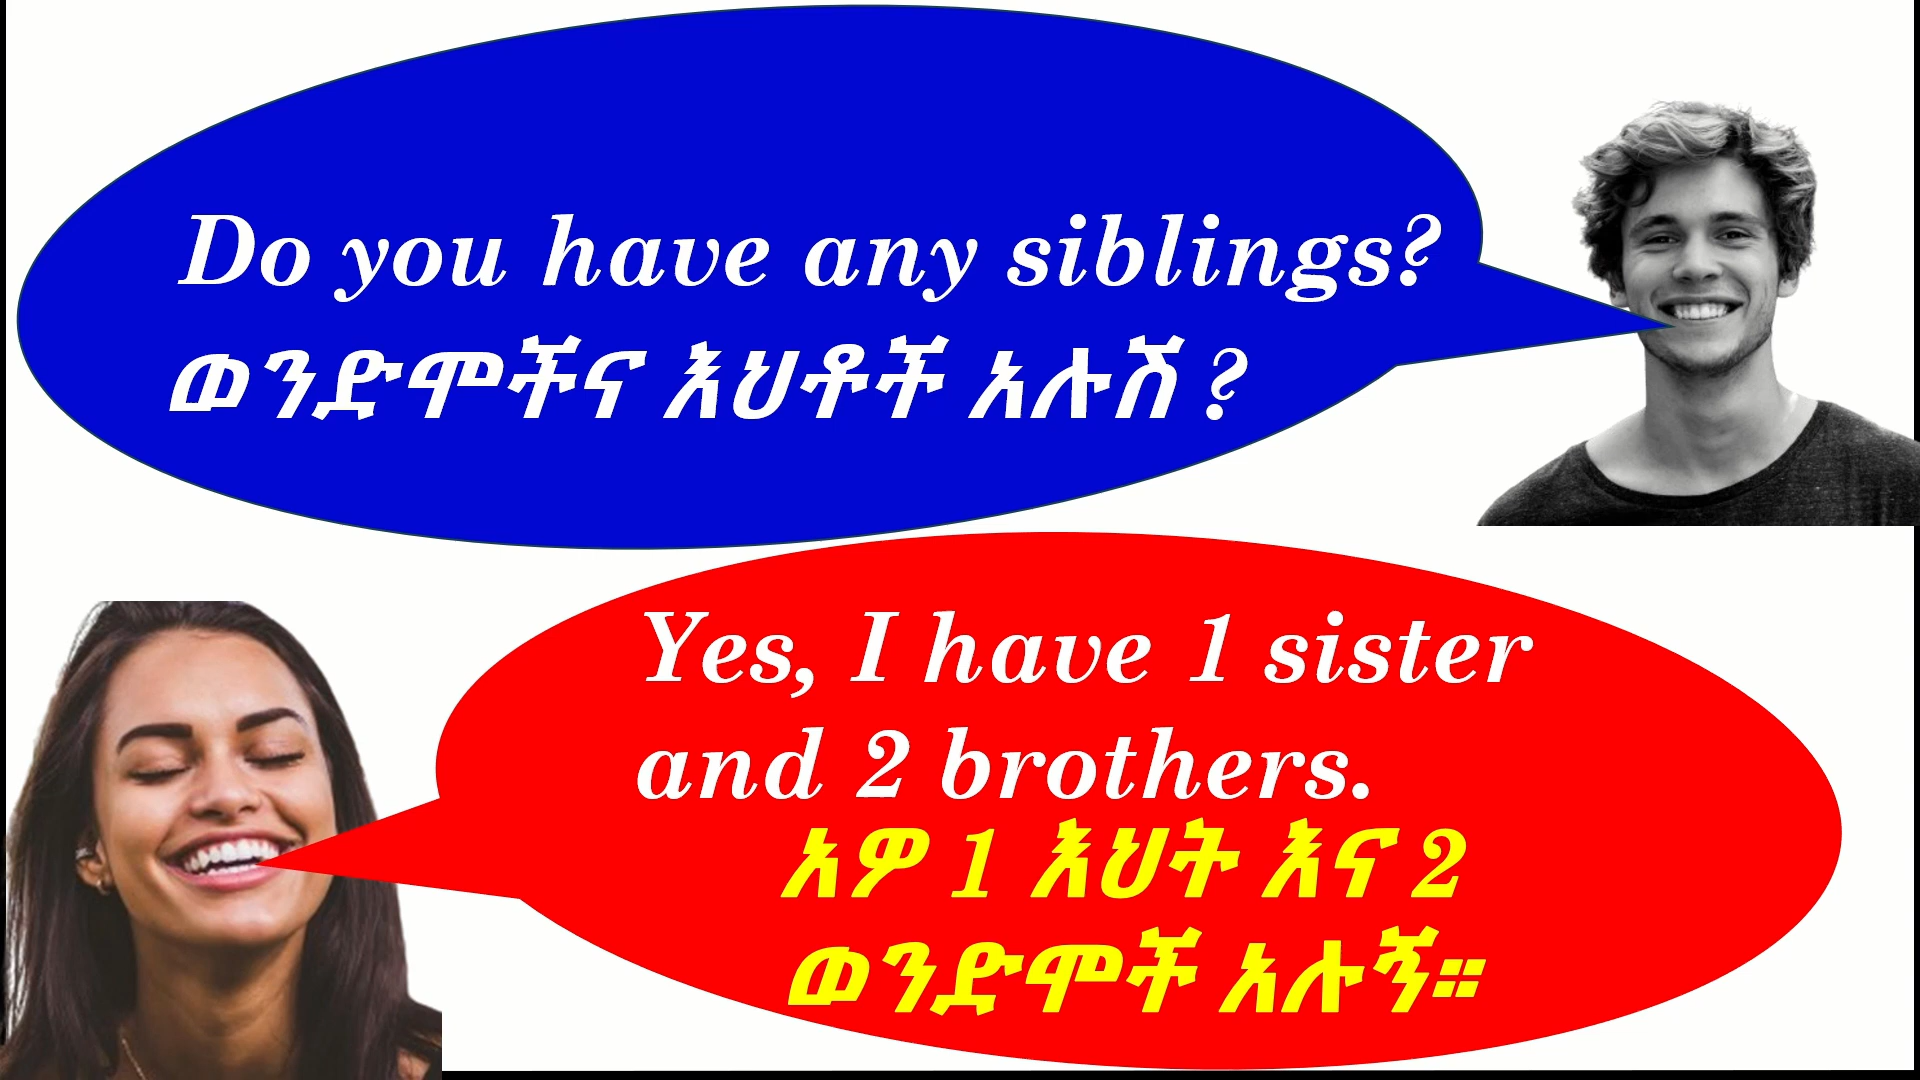 Do you have any siblings?
ወንድሞችና እህቶች አሉሽ ?
Yes, I have 1 sister
and 2 brothers.
አዎ 1 እህት እና 2
ወንድሞች አሉኝ።